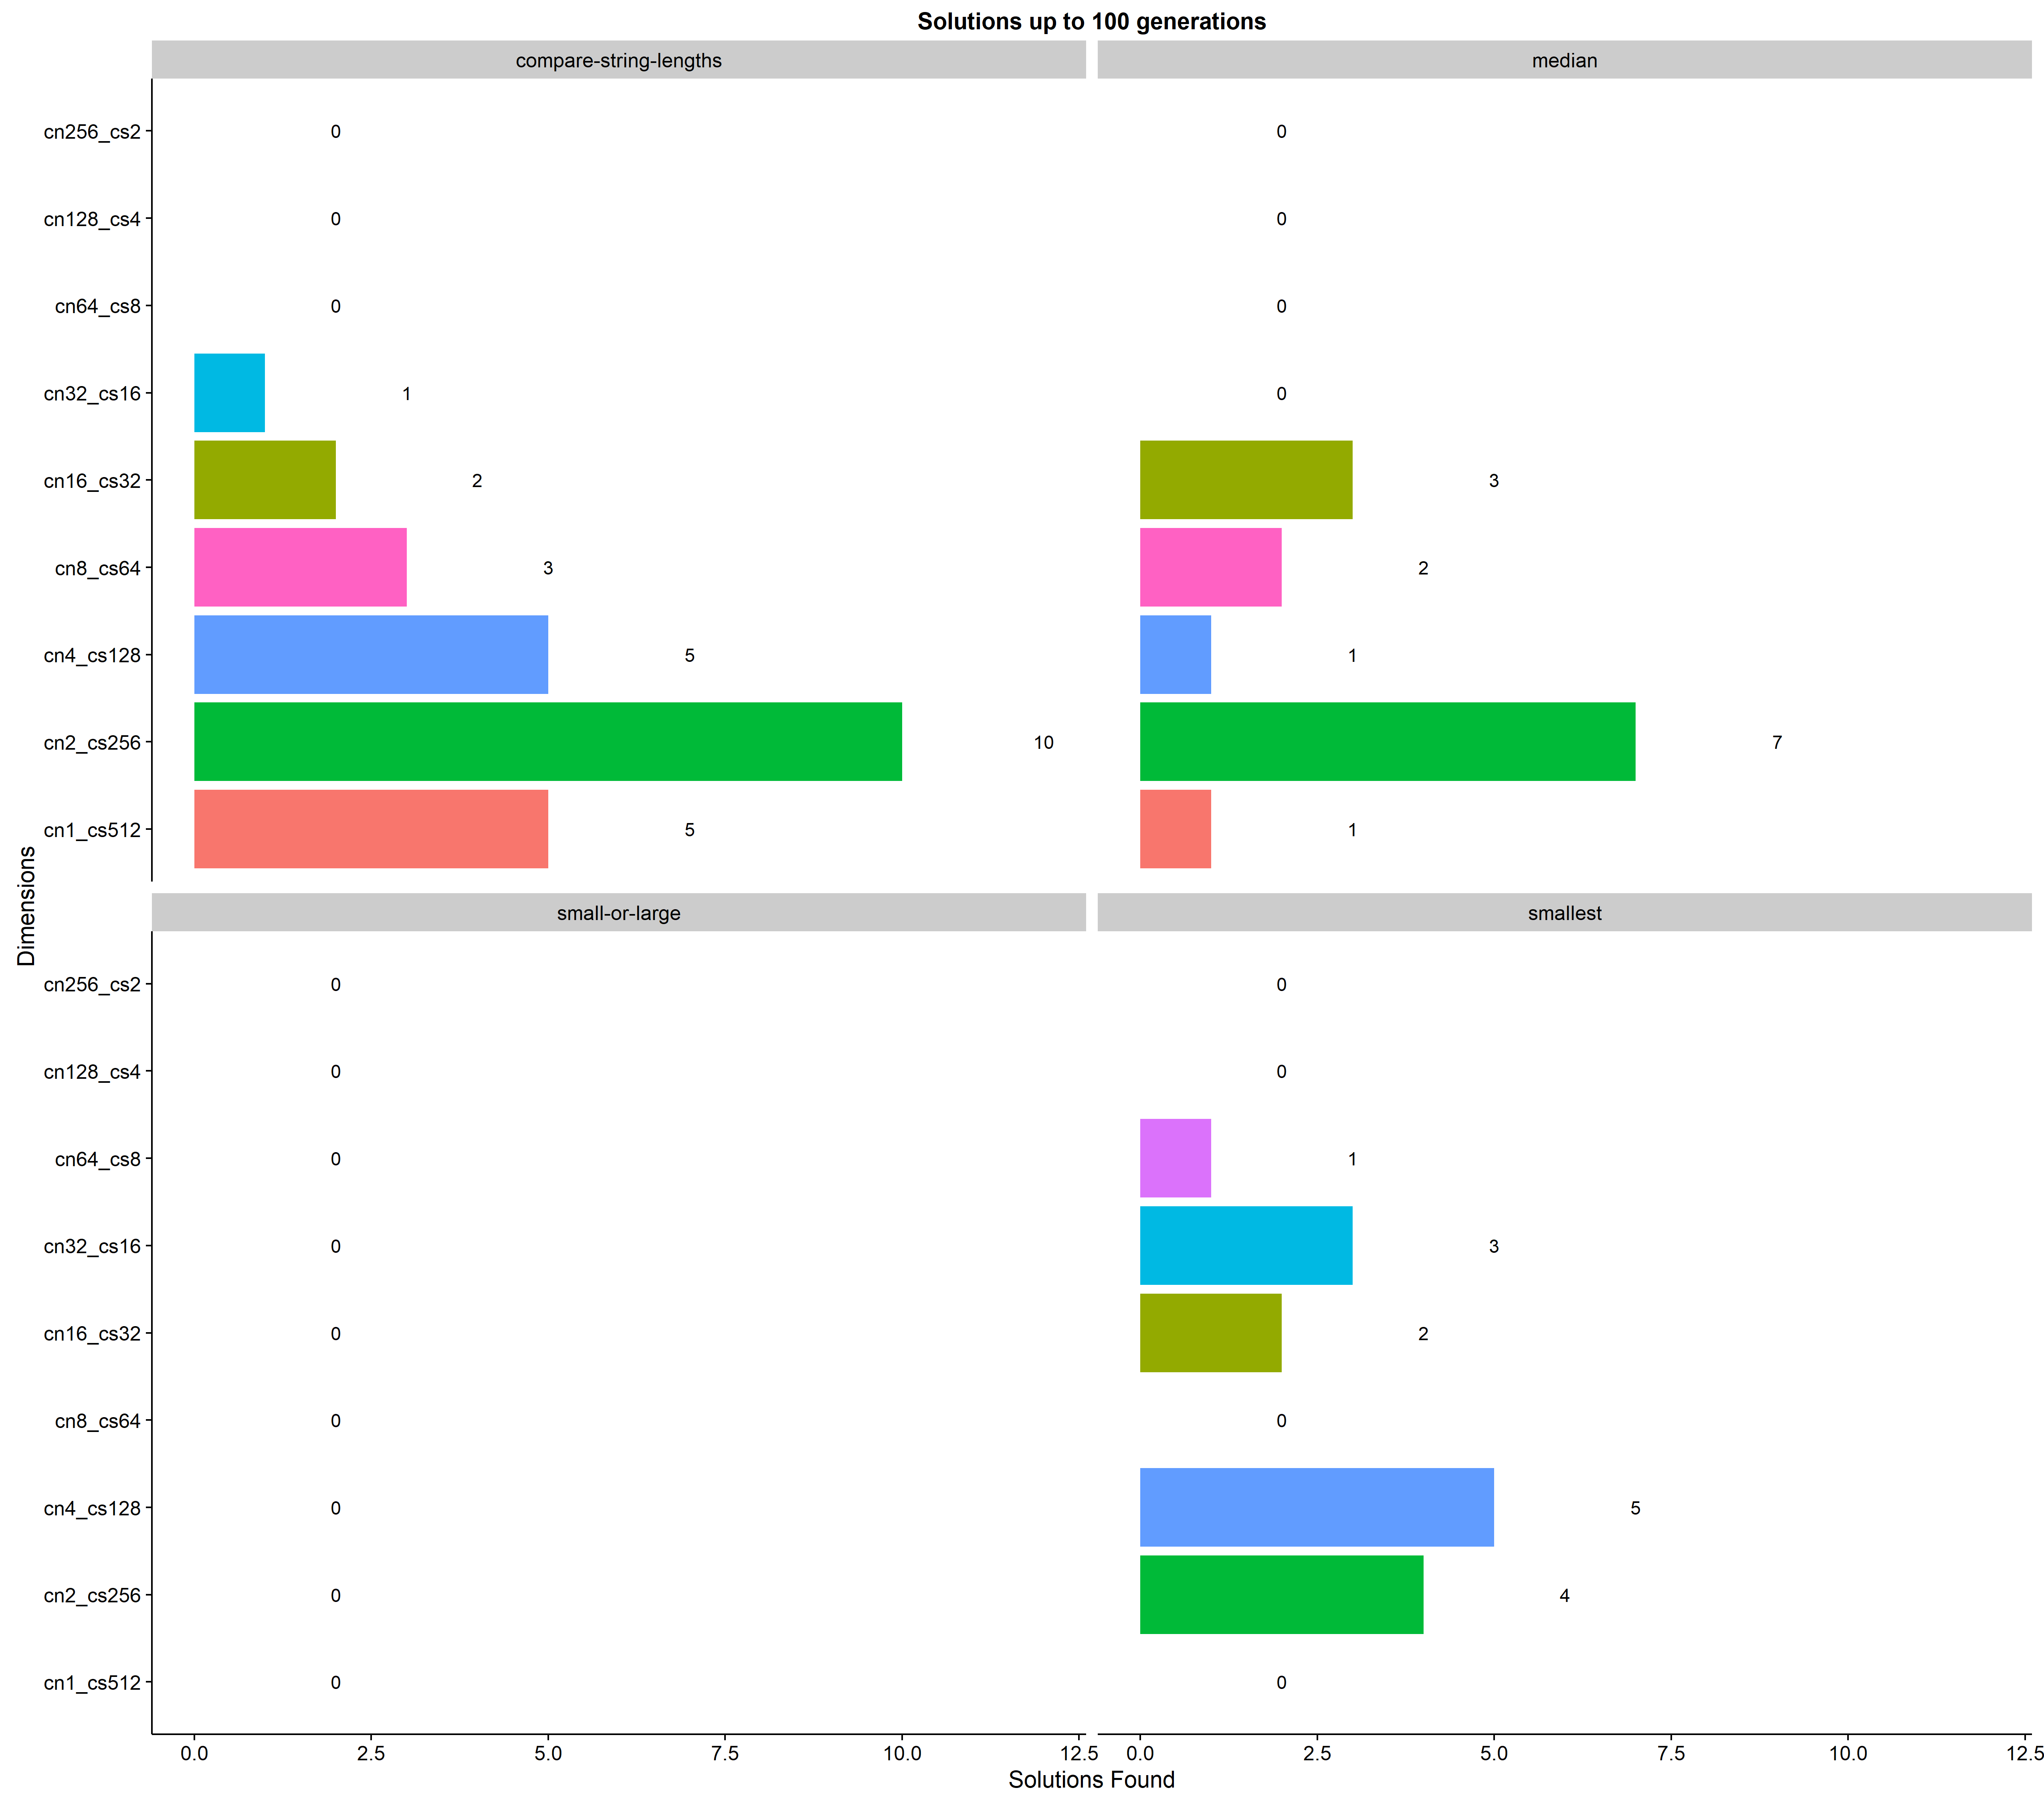 Solutions up to 100 generations
compare-string-lengths
median
cn256_cs2 0 0
cn128_cs4 0 0
cn64_cs8 0 0
cn32_cs16 1 0
cn16_cs32 2 3
cn8_cs64 3 2
cn4_cs128 5 1
cn2_cs256 10 7
cn1_cs512 5 1
Dimensions
small-or-large
smallest
cn256_cs2 0 0
cn128_cs4 0 0
cn64_cs8 0 1
cn32_cs16 0 3
cn16_cs32 0 2
cn8_cs64 0 0
cn4_cs128 0 5
cn2_cs256 0 4
cn1_cs512 0 0
0.0 2.5 5.0 7.5 10.0 12.5 0.0 2.5 5.0 7.5 10.0 12.5
Solutions Found